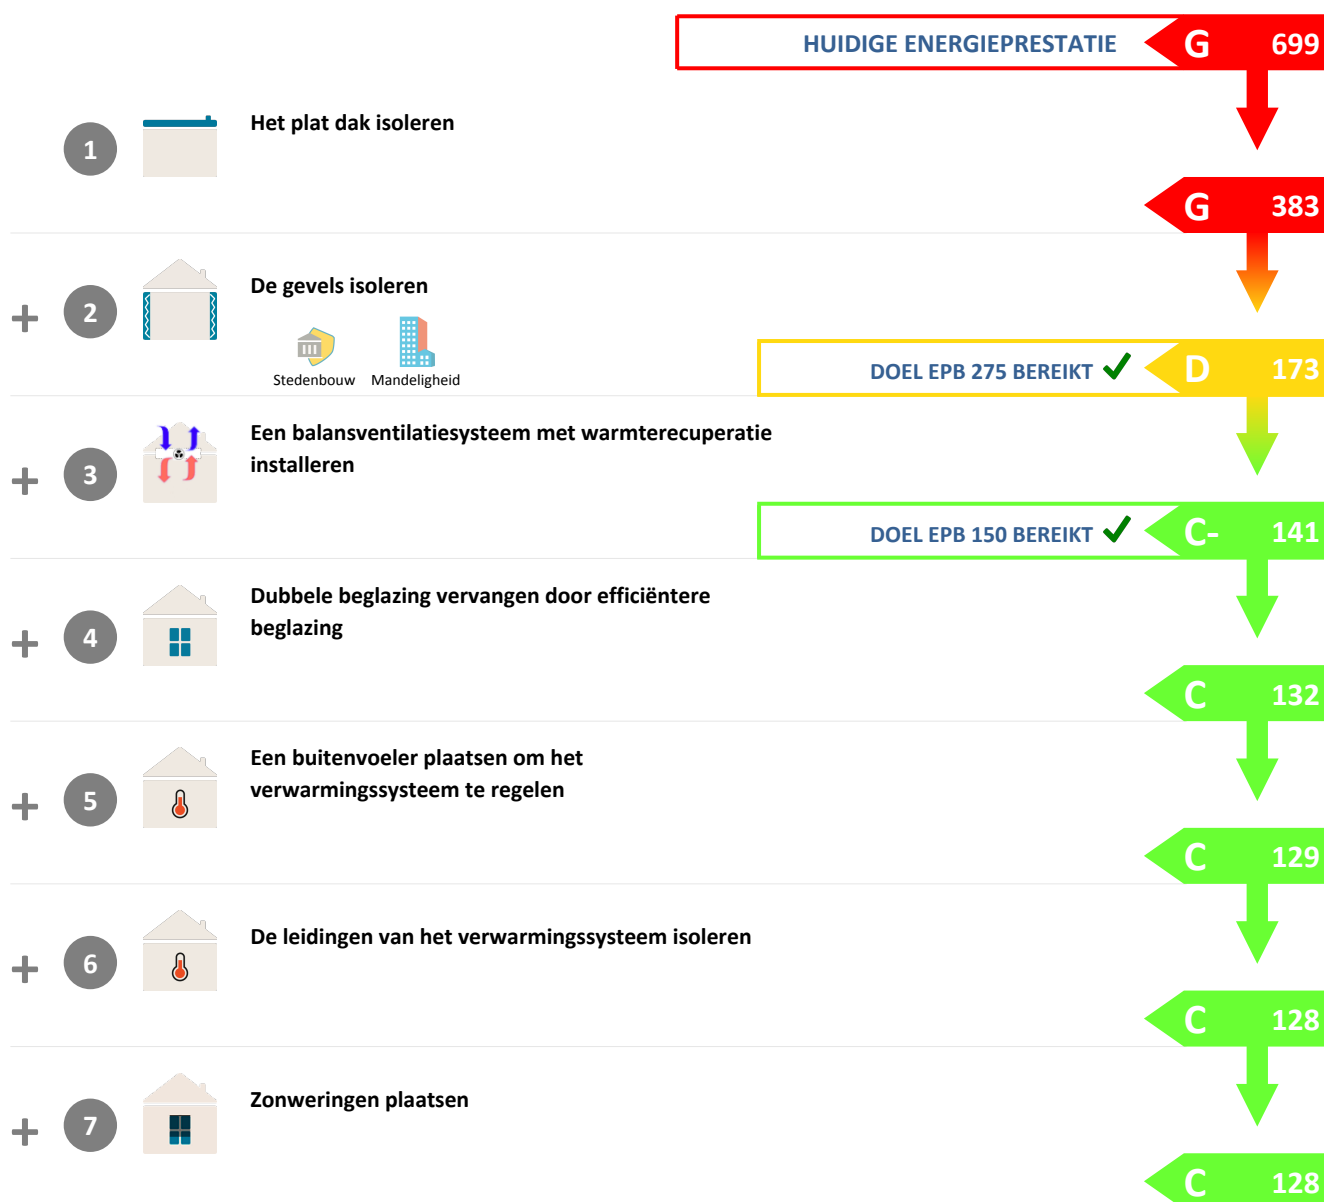 HUIDIGE ENERGIEPRESTATIE G 699
1 Het plat dak isoleren
G 383
+ 2 De gevels isoleren
Stedenbouw Mandeligheid
DOEL EPB 275 BEREIKT D 173
+ 3 Een balansventilatiesysteem met warmterecuperatie
installeren
DOEL EPB 150 BEREIKT C- 141
+ 4 Dubbele beglazing vervangen door efficiëntere
beglazing
C 132
+ 5 Een buitenvoeler plaatsen om het
verwarmingssysteem te regelen
C 129
+ 6 De leidingen van het verwarmingssysteem isoleren
C 128
+ 7 Zonweringen plaatsen
C 128